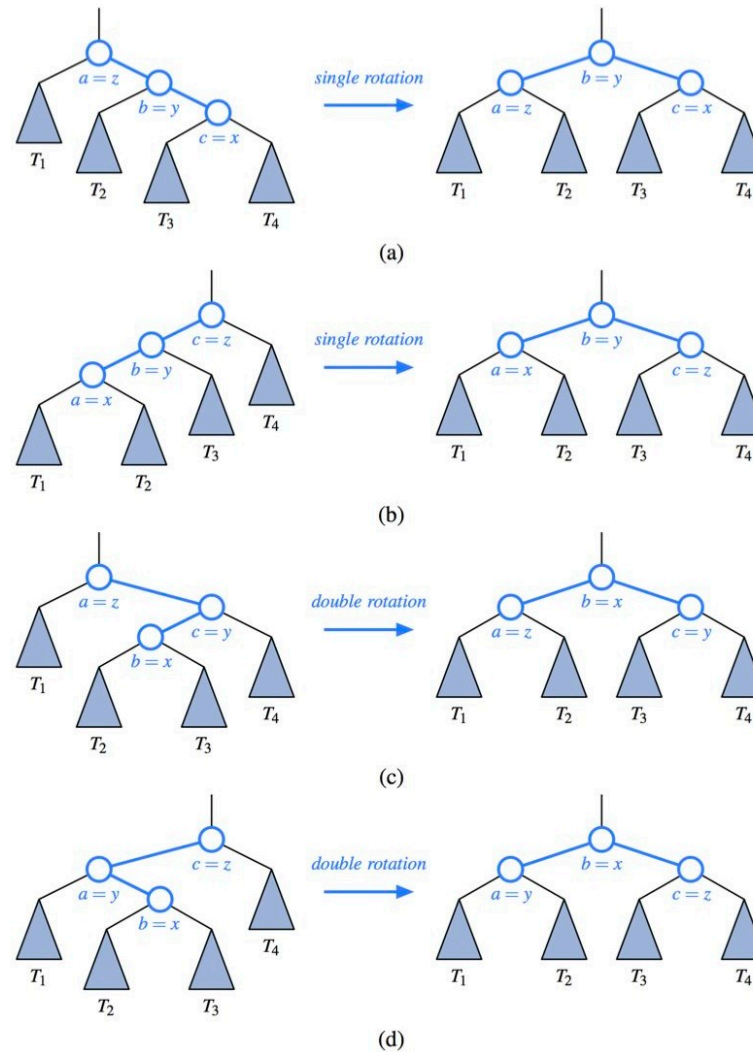 a = z
b = y
c = x
T1
T2
T3
T4
single rotation
b = y
a = z
c = x
T1
T2
T3
T4
(a)
c = z
b = y
a = x
T4
T3
T1
T2
single rotation
b = y
a = x
c = z
T1
T2
T3
T4
(b)
a = z
c = y
b = x
T1
T4
T2
T3
double rotation
b = x
a = z
c = y
T1
T2
T3
T4
(c)
c = z
a = y
b = x
T4
T1
T2
T3
double rotation
b = x
a = y
c = z
T1
T2
T3
T4
(d)